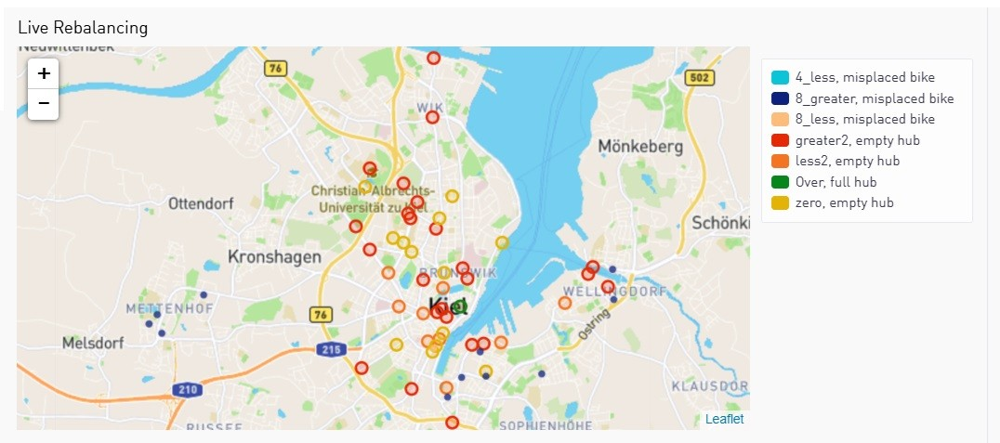 Live Rebalancing
Neuwittenbek
+
−
76
502
WIK
Mönkeberg
Christian-Albrechts-
Universität zu Kiel
Ottendorf
Schönki
Kronshagen
BRUNSWIK
WELLINGDORF
METTENHOF
Kiel
76
Ostring
Melsdorf
215
210
KLAUSDOR
RUSSEE
SOPHIENHÖHE
Leaflet
4_less, misplaced bike
8_greater, misplaced bike
8_less, misplaced bike
greater2, empty hub
less2, empty hub
Over, full hub
zero, empty hub